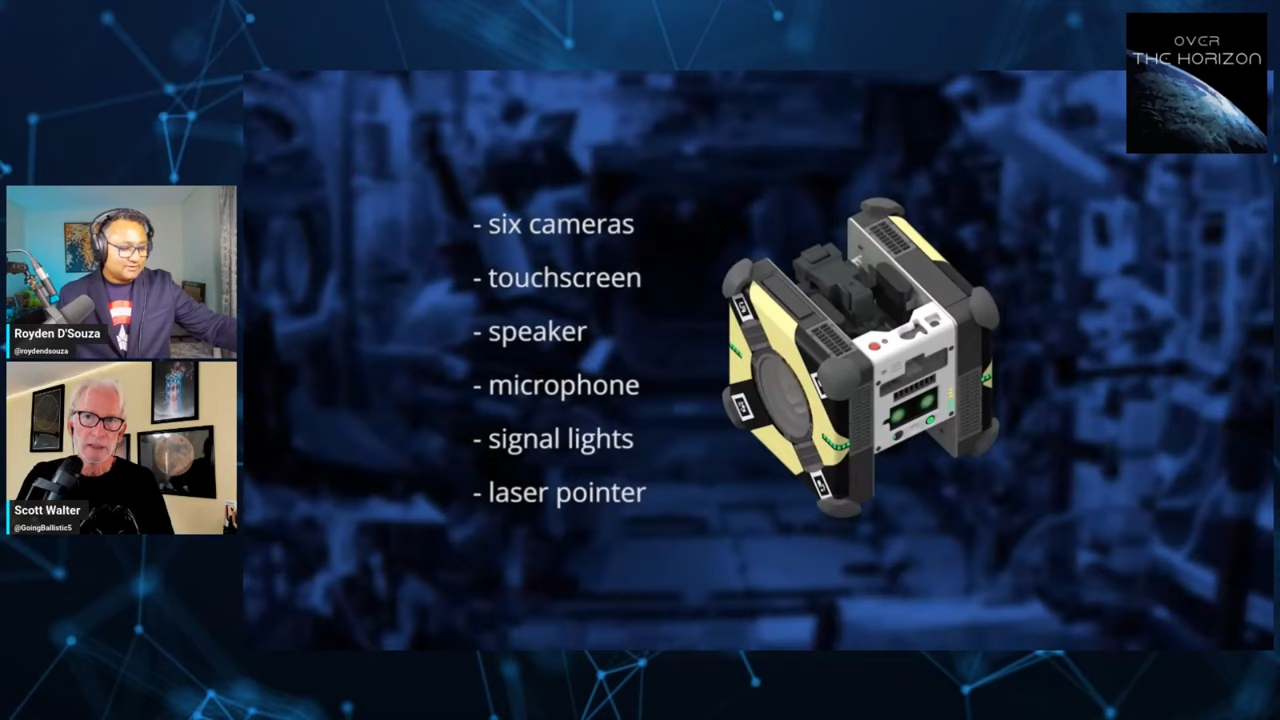 OVER
THE HORIZON
- six cameras
- touchscreen
- speaker
- microphone
- signal lights
- laser pointer
Royden D'Souza
@roydendsouza
Scott Walter
@GoingBallistic5